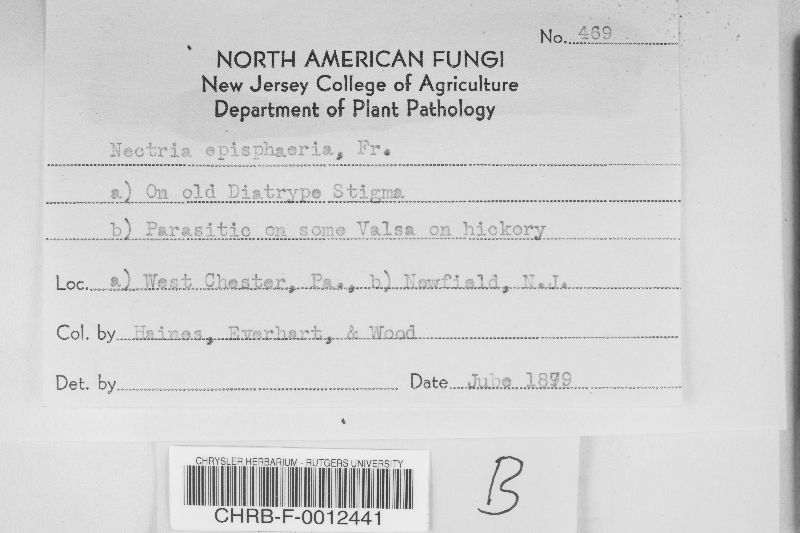 No. 469
NORTH AMERICAN FUNGI
New Jersey College of Agriculture
Department of Plant Pathology
Nectria episphaeria, Fr.
a) On old Diatrype Stigma
b) Parasitic on some Valsa on hickory
Loc. a) West Chester, Pa., b) Newfield, N.J.
Col. by Haines, Everhart, & Wood
Det. by
Date Jube 1879
CHRYSLER HERBARIUM - RUTGERS UNIVERSITY
CHRB-F-0012441
B